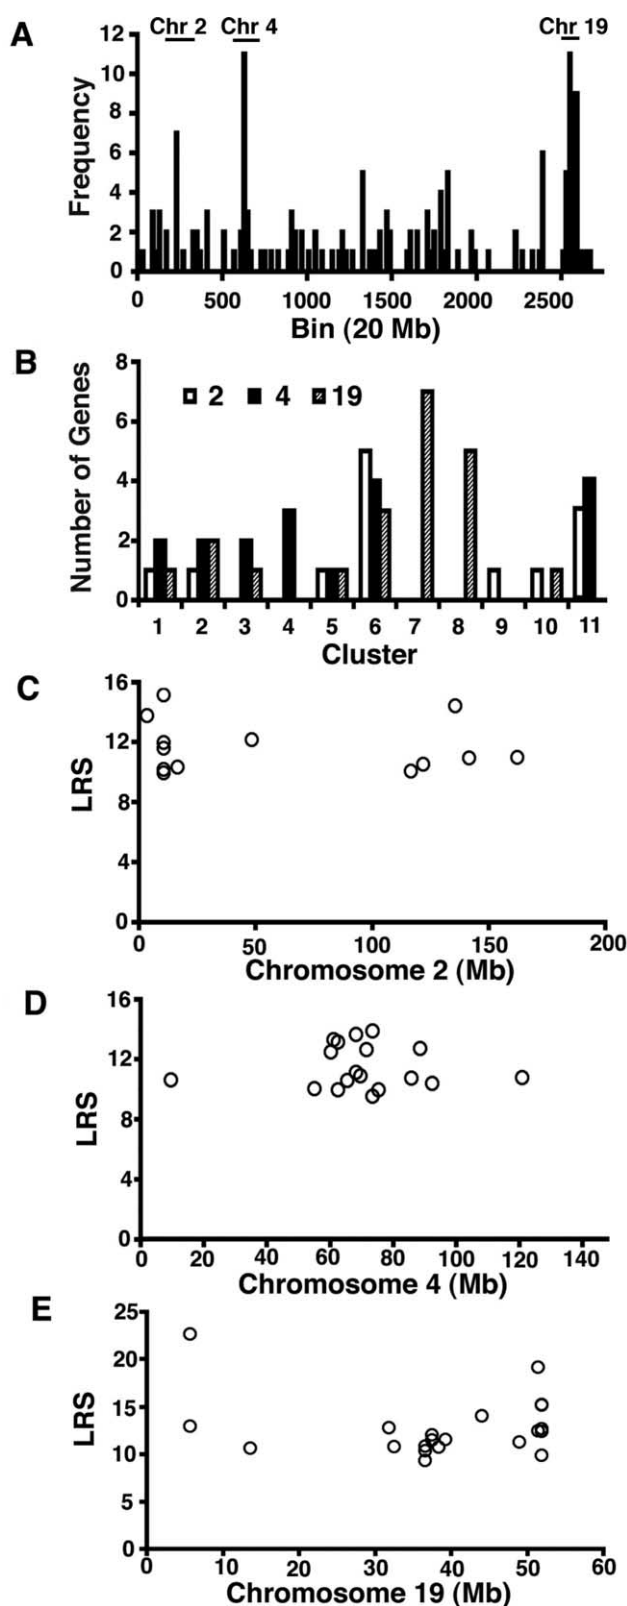 A
Chr 2 Chr 4 Chr 19
12
10
8
6
4
2
0
Frequency
0 500 1000 1500 2000 2500
Bin (20 Mb)
B
8
6
4
2
0
Number of Genes
2 4 19
1 2 3 4 5 6 7 8 9 10 11
Cluster
C
16
12
8
4
0
LRS
0 50 100 150 200
Chromosome 2 (Mb)
D
16
12
8
4
0
LRS
0 20 40 60 80 100 120 140
Chromosome 4 (Mb)
E
25
20
15
10
5
0
LRS
0 10 20 30 40 50 60
Chromosome 19 (Mb)